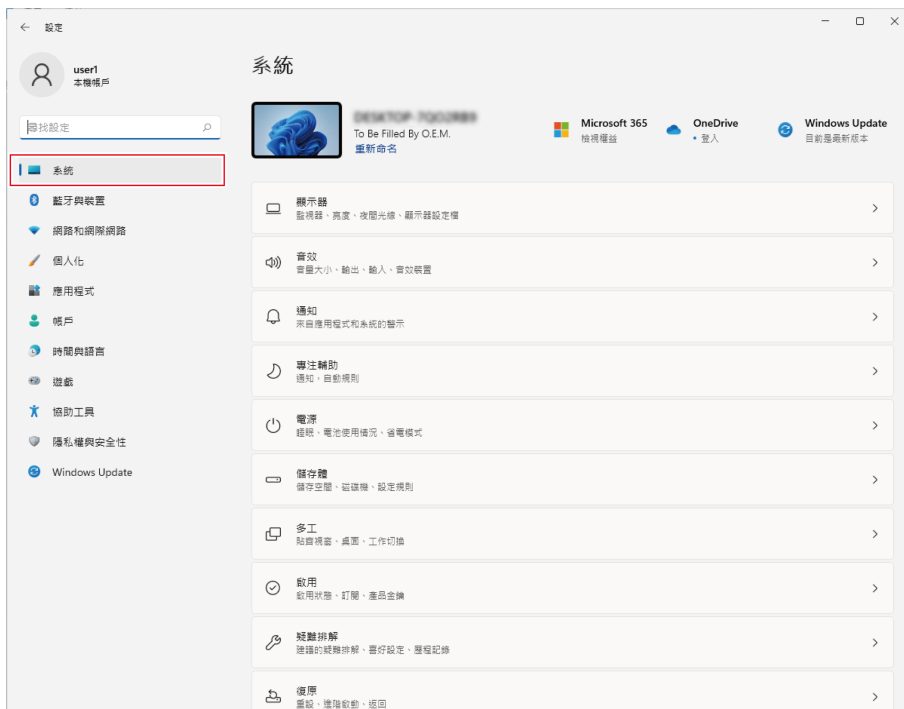 設定
user1
本機帳戶
尋找設定
系統
藍牙與裝置
網路和網際網路
個人化
應用程式
帳戶
時間與語言
遊戲
協助工具
隱私權與安全性
Windows Update
系統
To Be Filled By O.E.M.
重新命名
Microsoft 365
檢視權益
OneDrive
• 登入
Windows Update
目前是最新版本
顯示器
監視器、亮度、夜間光線、顯示器設定檔
音效
音量大小、輸出、輸入、音效裝置
通知
來自應用程式和系統的警示
專注輔助
通知，自動規則
電源
睡眠、電池使用情況、省電模式
儲存體
儲存空間、磁碟機、設定規則
多工
貼齊視窗、桌面、工作切換
啟用
啟用狀態、訂閱、產品金鑰
疑難排解
建議的疑難排解、喜好設定、歷程記錄
復原
重設、進階啟動、返回